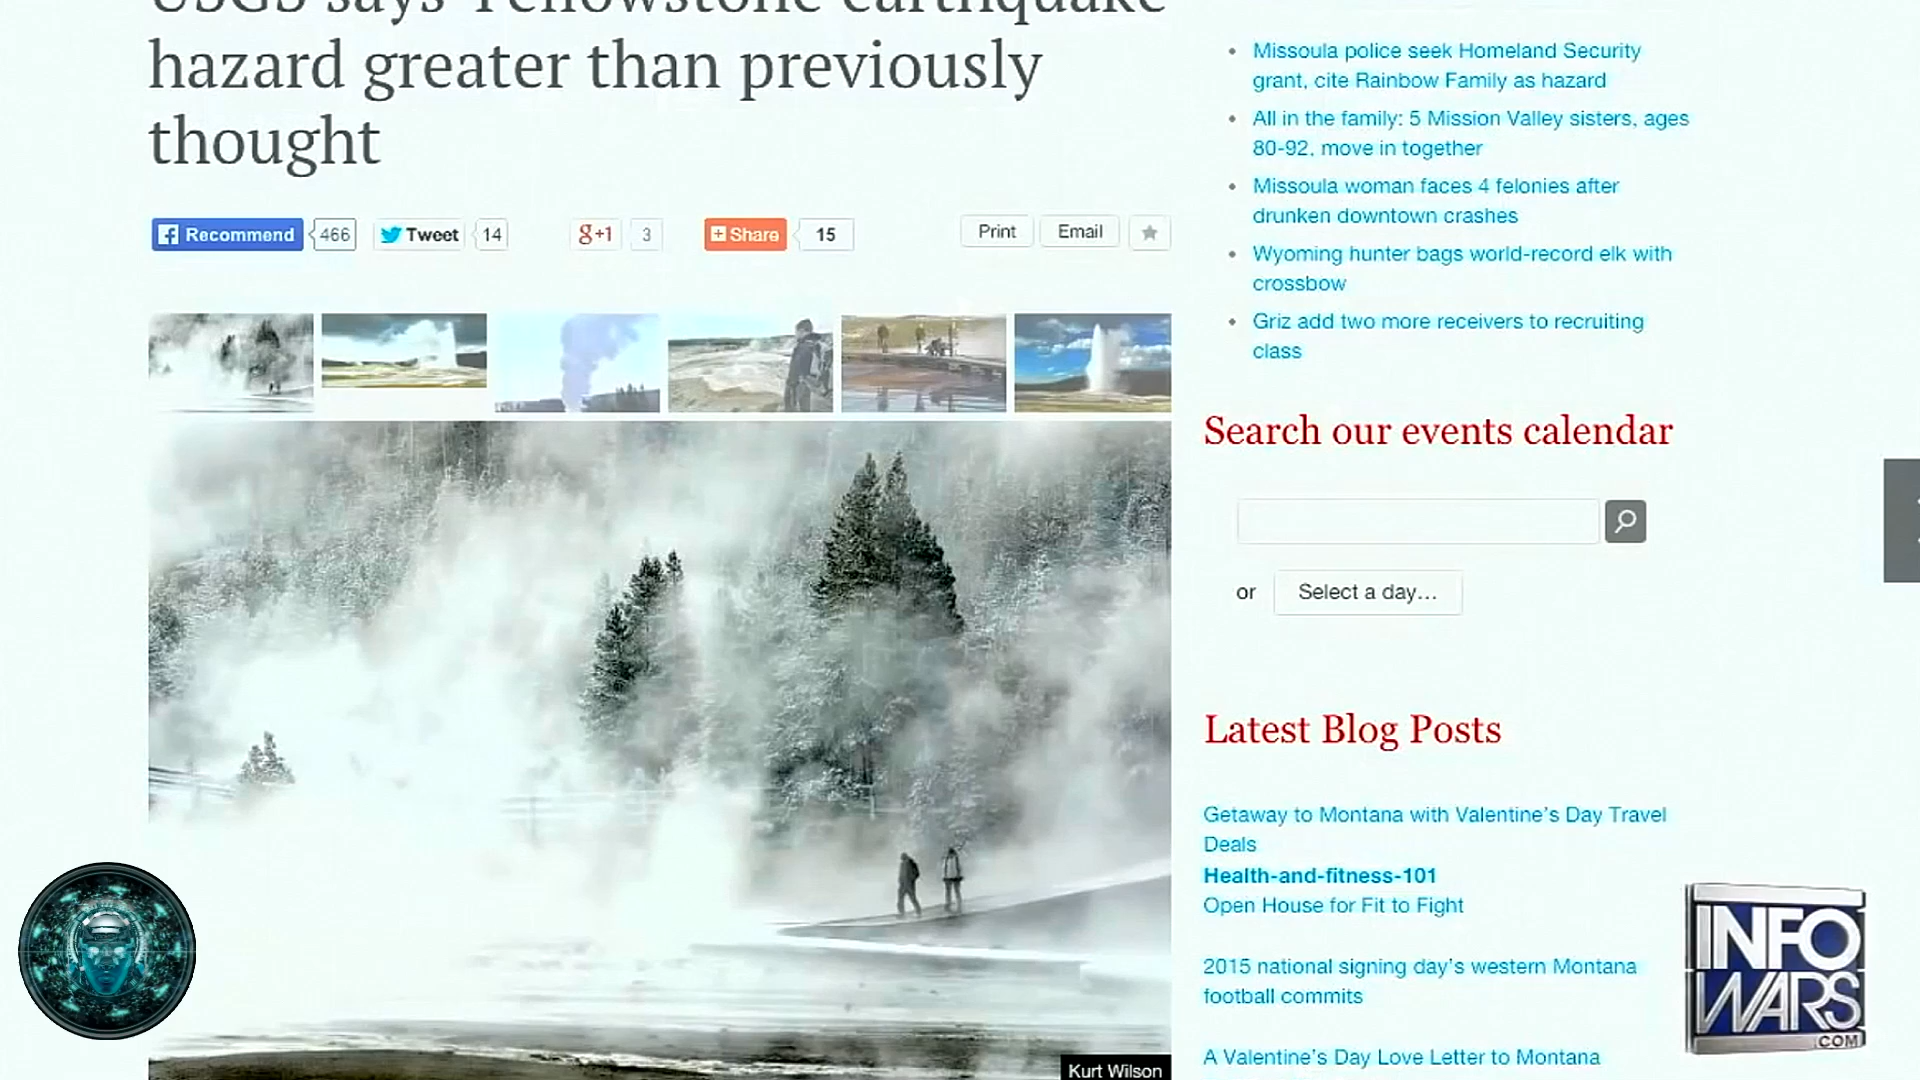 USGS says Yellowstone earthquake
hazard greater than previously
thought
Recommend 466 Tweet 14 g+1 3 Share 15 Print Email
Kurt Wilson
Missoula police seek Homeland Security
grant, cite Rainbow Family as hazard
All in the family: 5 Mission Valley sisters, ages
80-92, move in together
Missoula woman faces 4 felonies after
drunken downtown crashes
Wyoming hunter bags world-record elk with
crossbow
Griz add two more receivers to recruiting
class
Search our events calendar
or Select a day...
Latest Blog Posts
Getaway to Montana with Valentine's Day Travel
Deals
Health-and-fitness-101
Open House for Fit to Fight
2015 national signing day's western Montana
football commits
A Valentine's Day Love Letter to Montana
INFO
WARS
.COM